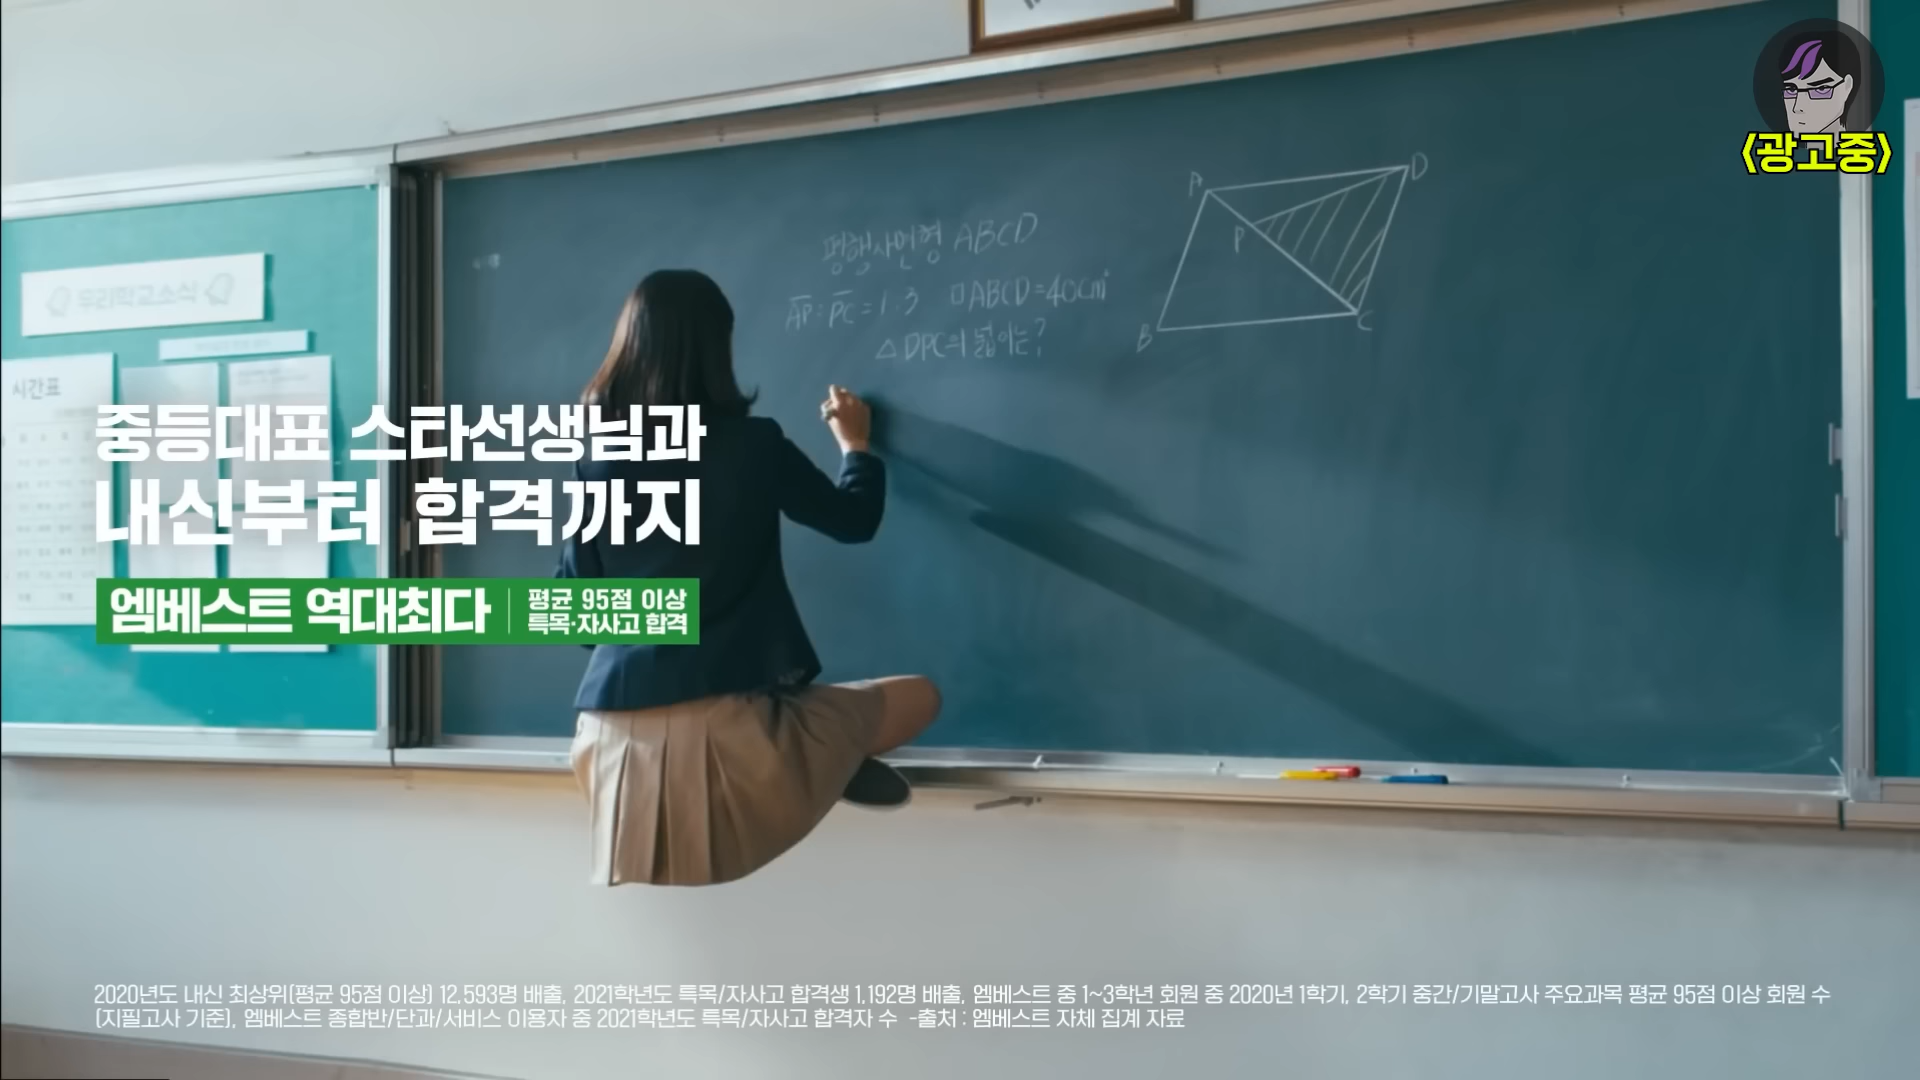 〈광고중〉
평행사변형 ABCD
AP : PC = 1 : 3 □ABCD=40cm²
△DPC의 넓이는?
A
D
P
B
C
우리학교소식
시간표
중등대표 스타선생님과
내신부터 합격까지
엠베스트 역대최다
평균 95점 이상
특목·자사고 합격
2020년도 내신 최상위(평균 95점 이상) 12,593명 배출, 2021학년도 특목/자사고 합격생 1,192명 배출, 엠베스트 중 1~3학년 회원 중 2020년 1학기, 2학기 중간/기말고사 주요과목 평균 95점 이상 회원 수
(지필고사 기준), 엠베스트 종합반/단과/서비스 이용자 중 2021학년도 특목/자사고 합격자 수 -출처 : 엠베스트 자체 집계 자료